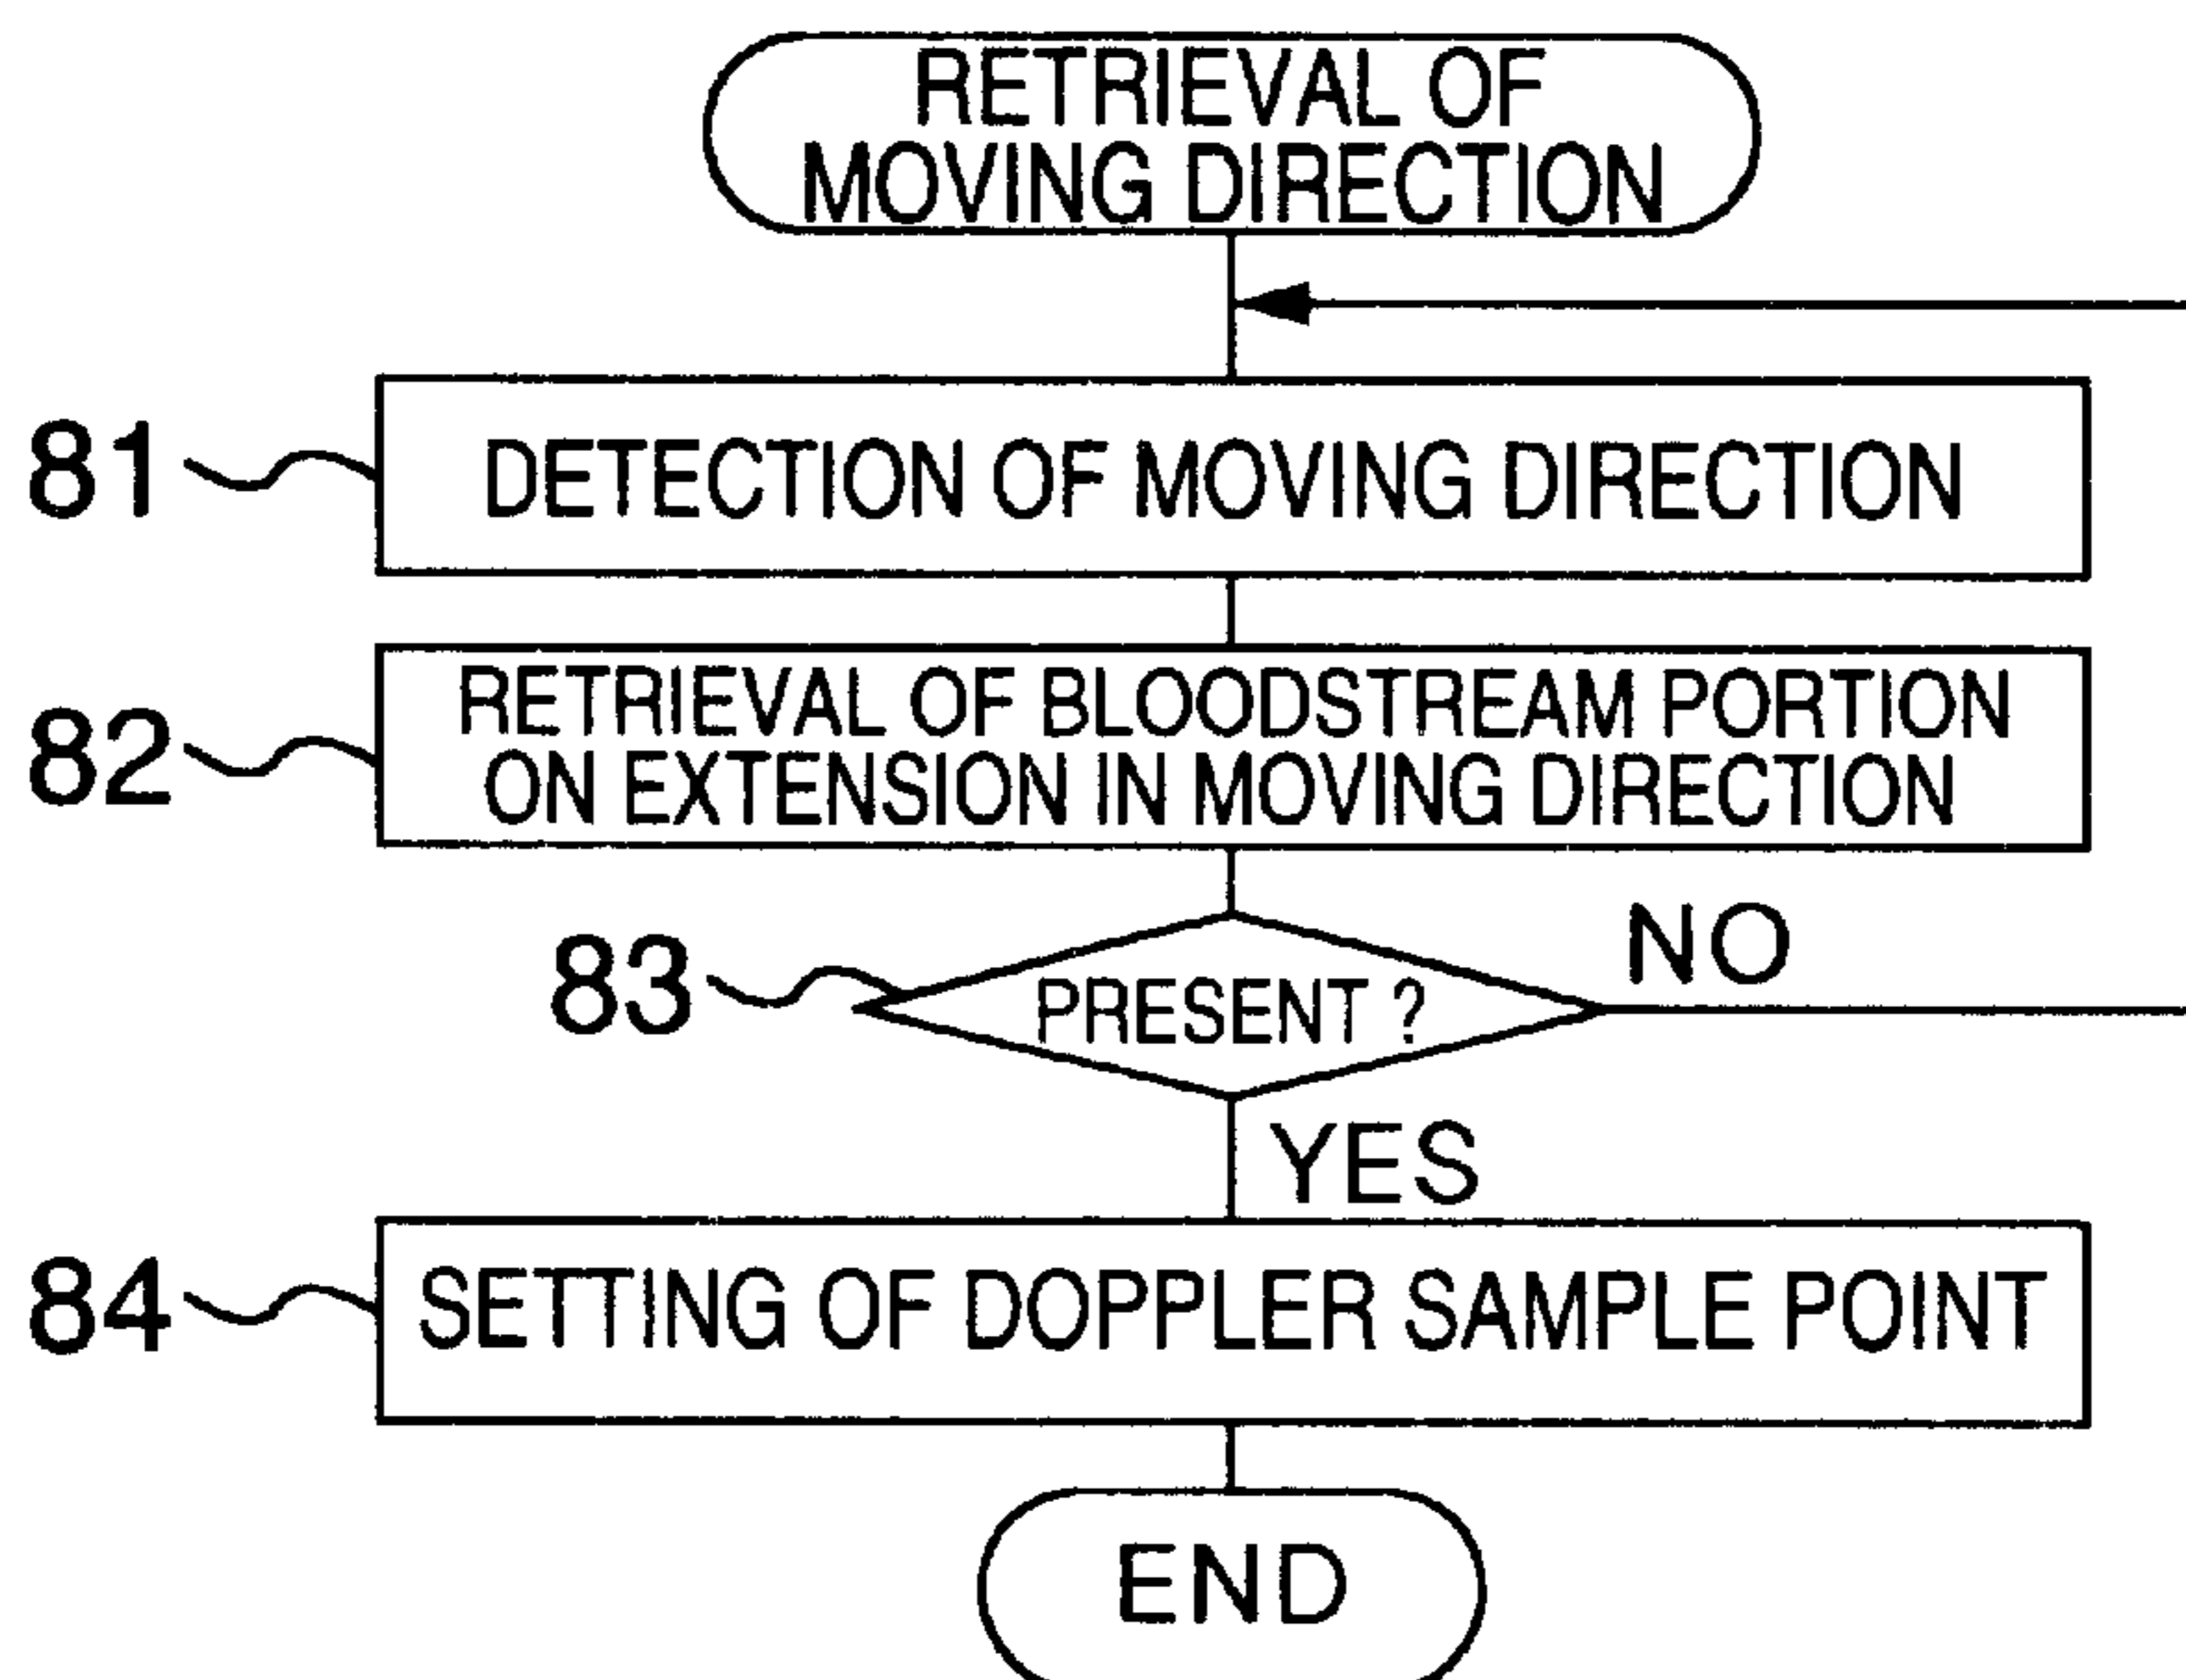 RETRIEVAL OF
MOVING DIRECTION
81
DETECTION OF MOVING DIRECTION
82
RETRIEVAL OF BLOODSTREAM PORTION
ON EXTENSION IN MOVING DIRECTION
83
PRESENT ?
NO
YES
84
SETTING OF DOPPLER SAMPLE POINT
END